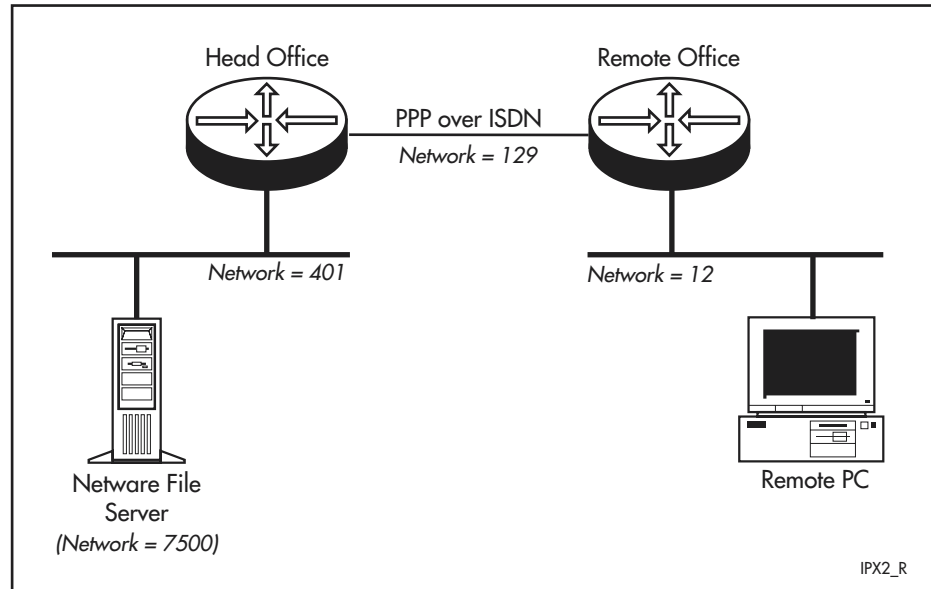 Head Office
Remote Office
PPP over ISDN
Network = 129
Network = 401
Network = 12
Netware File
Server
(Network = 7500)
Remote PC
IPX2_R